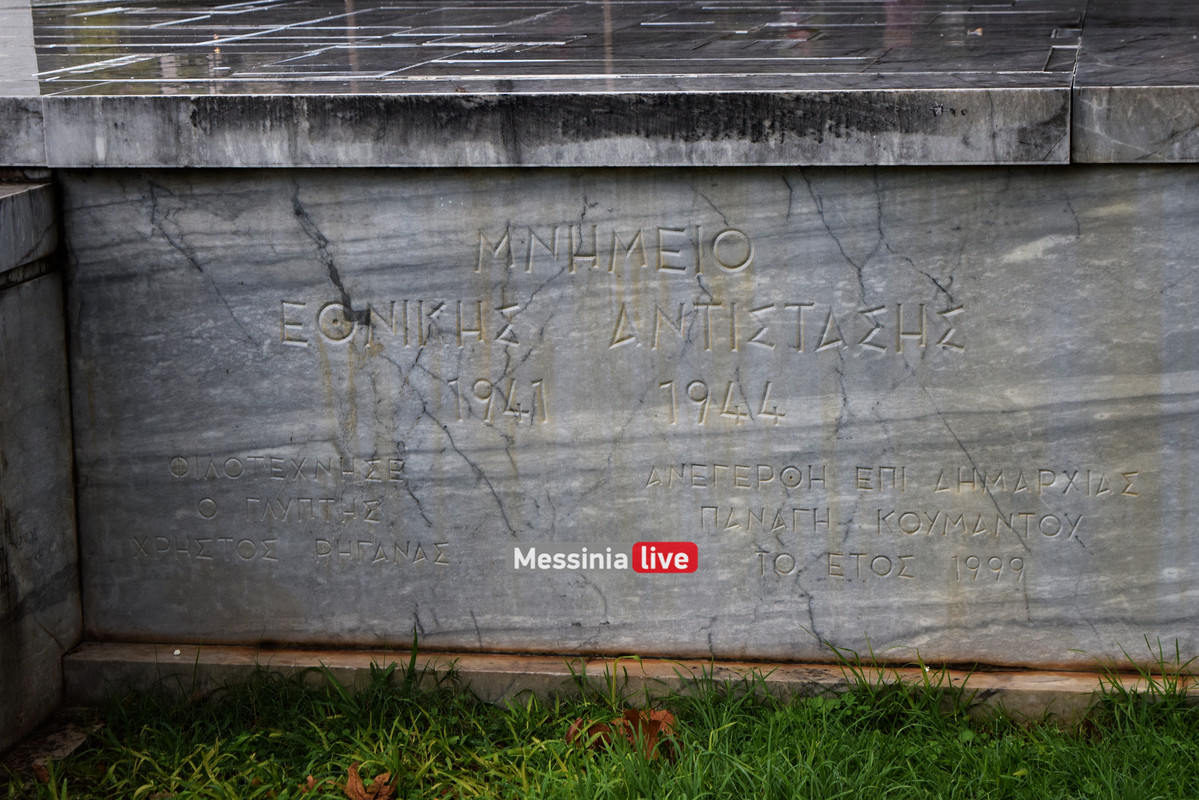 ΜΝΗΜΕΙΟ
ΕΘΝΙΚΗΣ ΑΝΤΙΣΤΑΣΗΣ
1941 1944
ΦΙΛΟΤΕΧΝΗΣΕ
Ο ΓΛΥΠΤΗΣ
ΧΡΗΣΤΟΣ ΡΗΓΑΝΑΣ
ΑΝΕΓΕΡΘΗ ΕΠΙ ΔΗΜΑΡΧΙΑΣ
ΠΑΝΑΓΗ ΚΟΥΜΑΝΤΟΥ
ΤΟ ΕΤΟΣ 1999
Messinia live